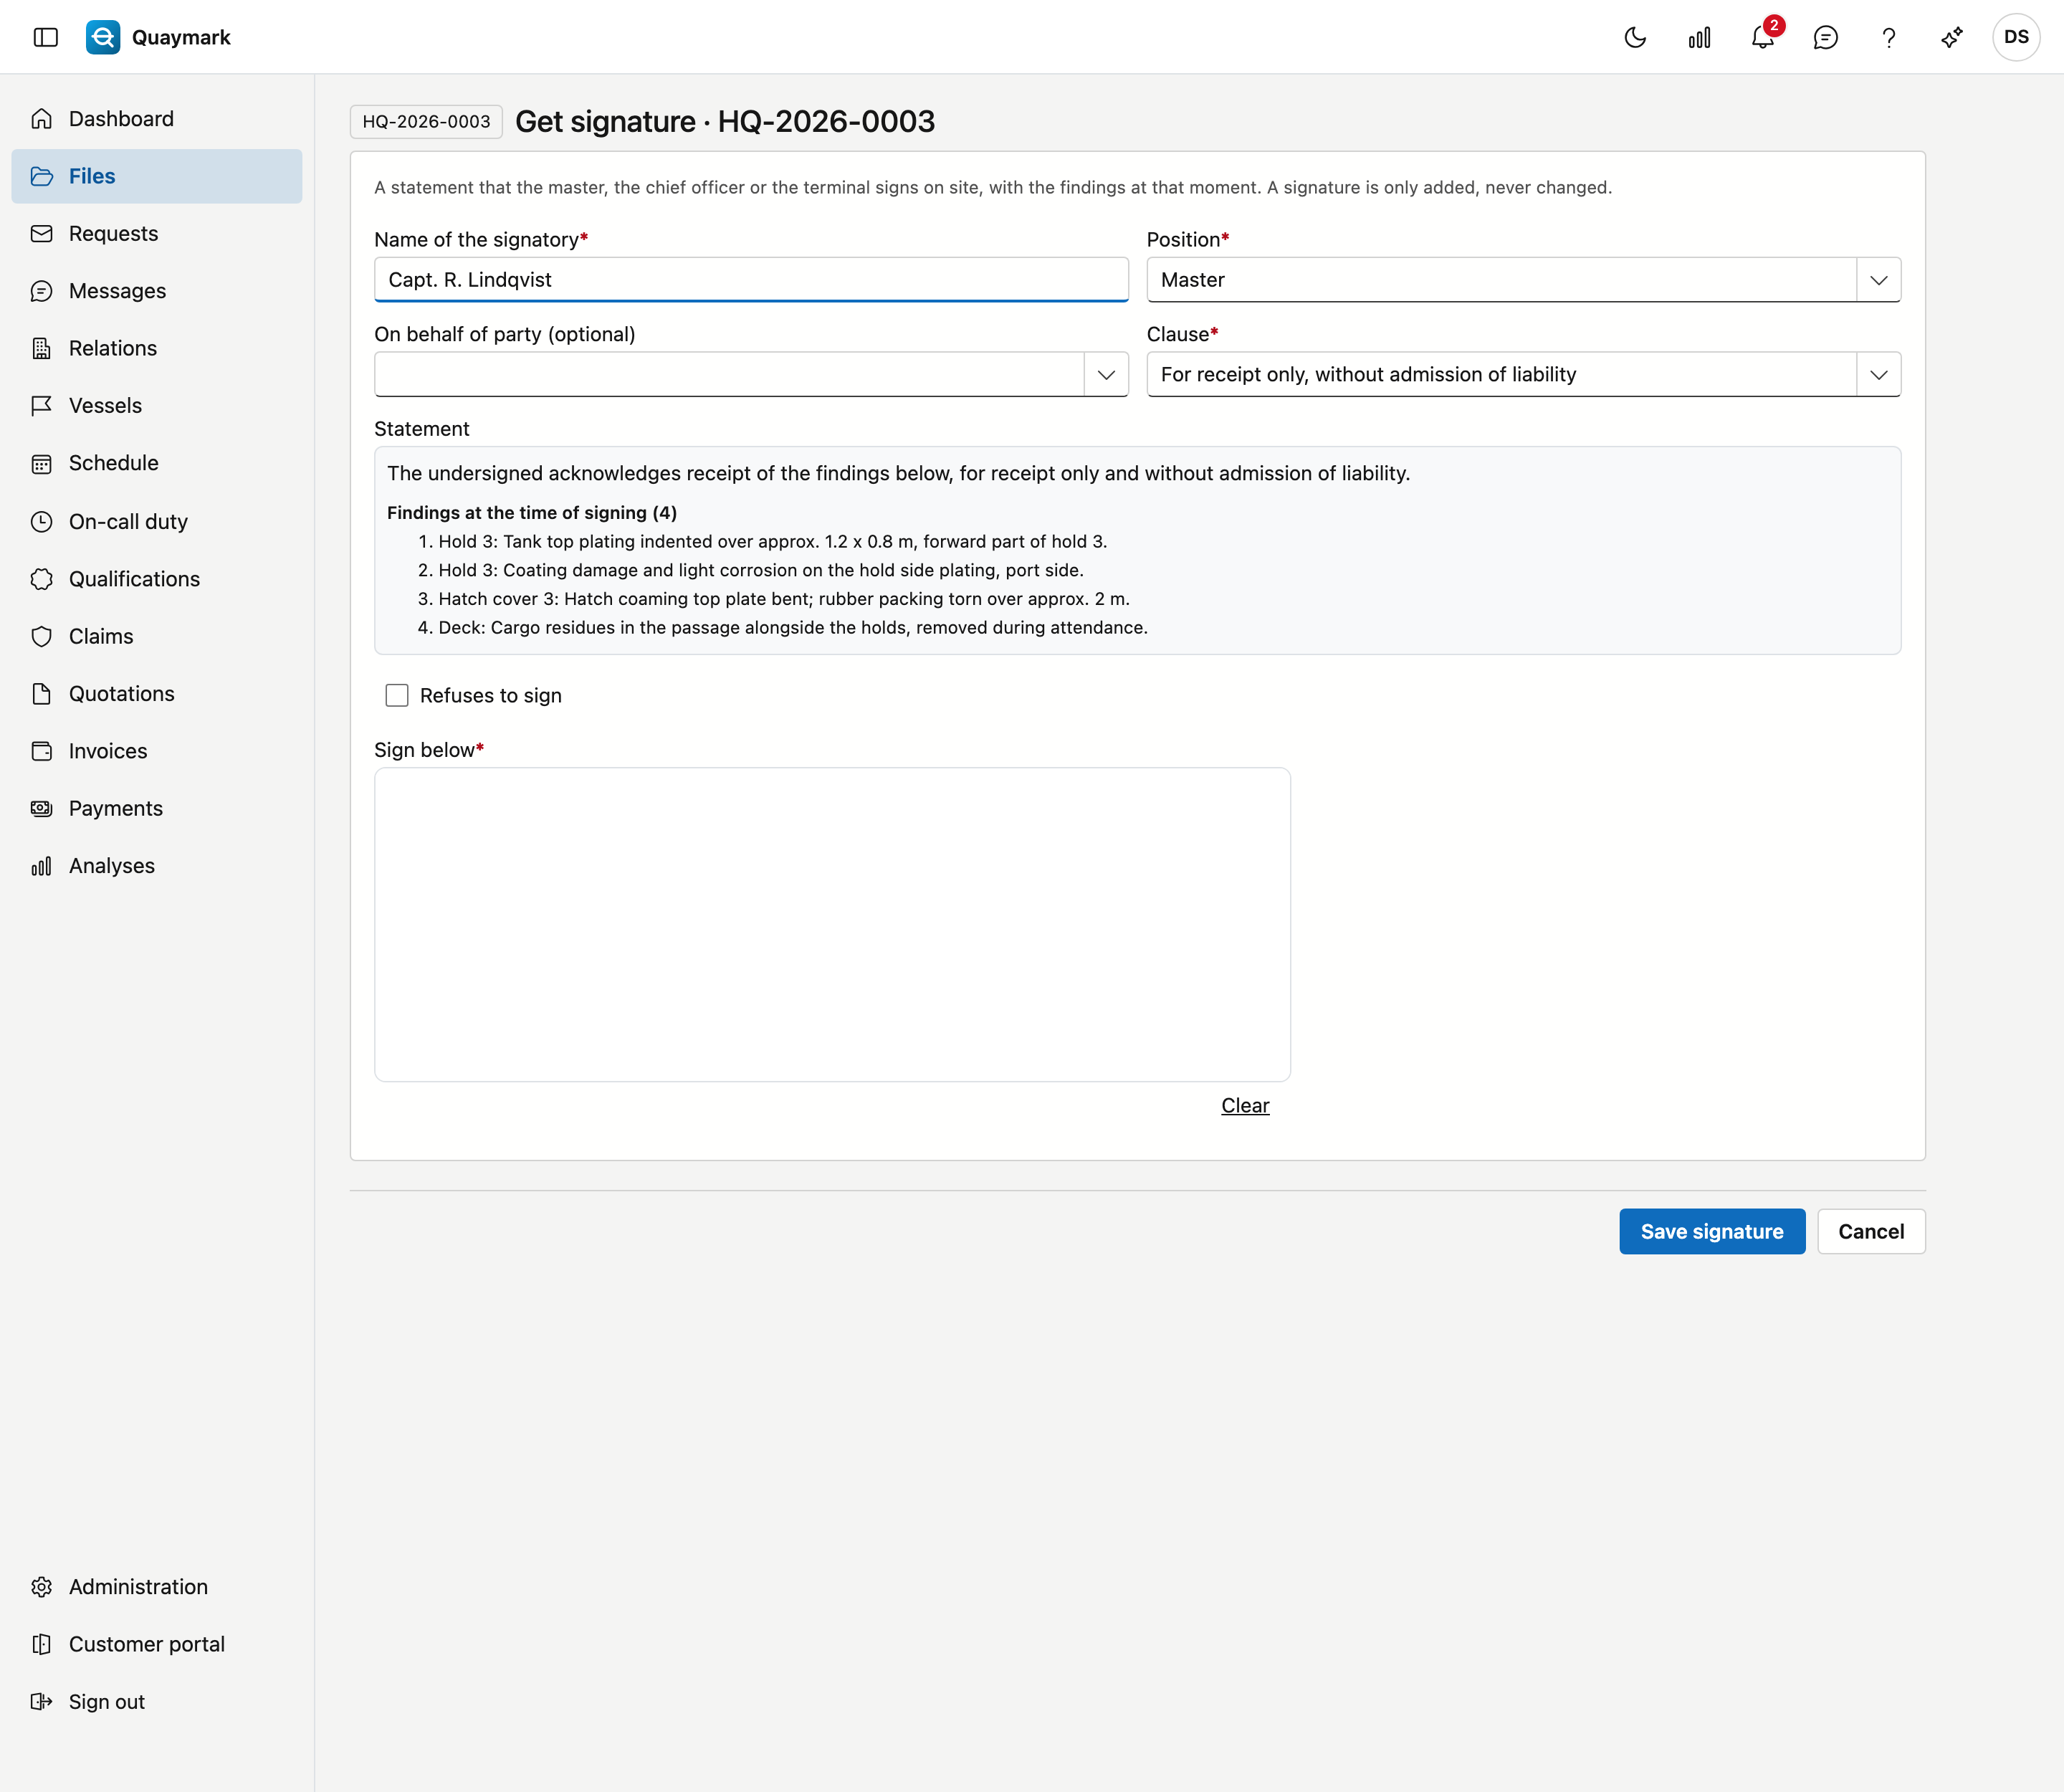 Quaymark
2
DS
Dashboard
Files
Requests
Messages
Relations
Vessels
Schedule
On-call duty
Qualifications
Claims
Quotations
Invoices
Payments
Analyses
Administration
Customer portal
Sign out
HQ-2026-0003
Get signature · HQ-2026-0003
A statement that the master, the chief officer or the terminal signs on site, with the findings at that moment. A signature is only added, never changed.
Name of the signatory*
Capt. R. Lindqvist
Position*
Master
On behalf of party (optional)
Clause*
For receipt only, without admission of liability
Statement
The undersigned acknowledges receipt of the findings below, for receipt only and without admission of liability.
Findings at the time of signing (4)
1. Hold 3: Tank top plating indented over approx. 1.2 x 0.8 m, forward part of hold 3.
2. Hold 3: Coating damage and light corrosion on the hold side plating, port side.
3. Hatch cover 3: Hatch coaming top plate bent; rubber packing torn over approx. 2 m.
4. Deck: Cargo residues in the passage alongside the holds, removed during attendance.
Refuses to sign
Sign below*
Clear
Save signature
Cancel